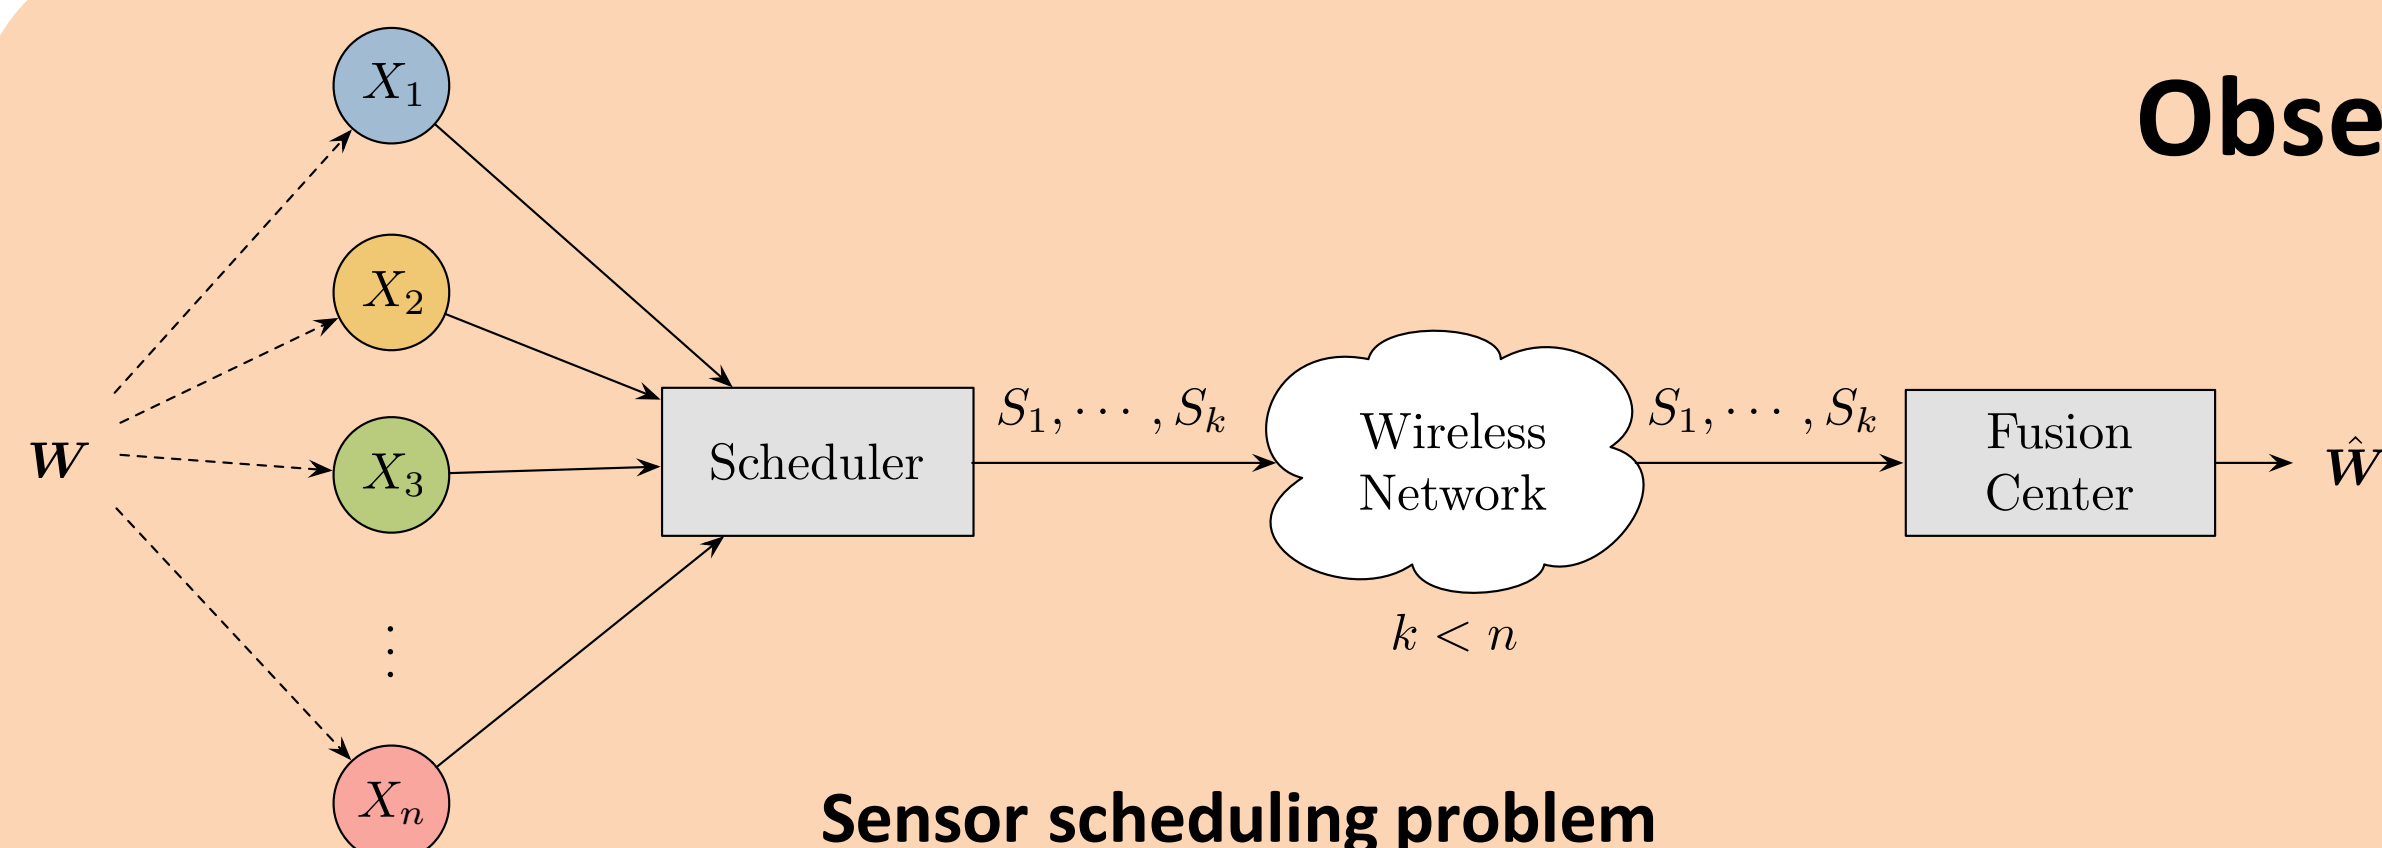 X₁
Obse
X₂
S₁, ⋯ , Sₖ
S₁, ⋯ , Sₖ
W
X₃
Scheduler
Wireless
Network
Fusion
Center
Ŵ
⋮
k < n
Xₙ
Sensor scheduling problem